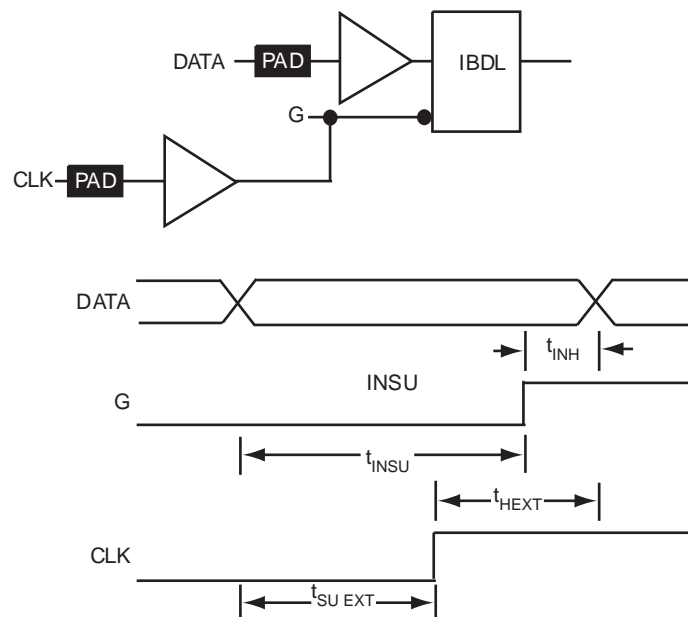 DATA PAD IBDL
G
CLK PAD
DATA
tINH
INSU
G
tINSU
tHEXT
CLK
tSU EXT